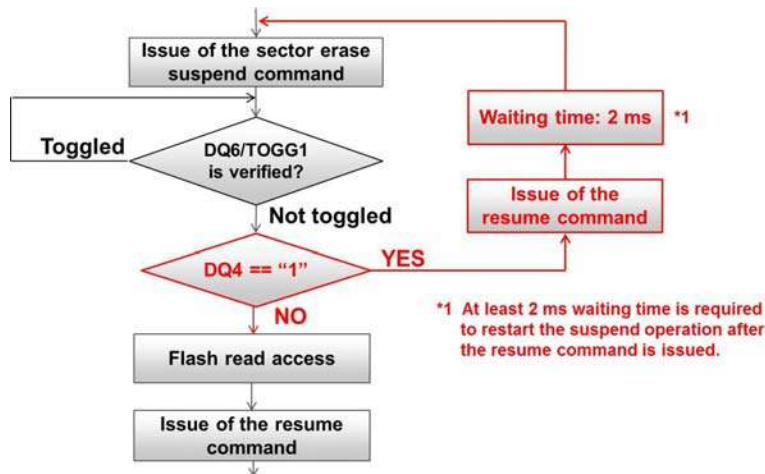 Issue of the sector erase
suspend command
Toggled
DQ6/TOGG1
is verified?
Not toggled
DQ4 == “1”
YES
NO
Flash read access
Issue of the resume
command
Waiting time: 2 ms
*1
Issue of the
resume command
*1 At least 2 ms waiting time is required
to restart the suspend operation after
the resume command is issued.